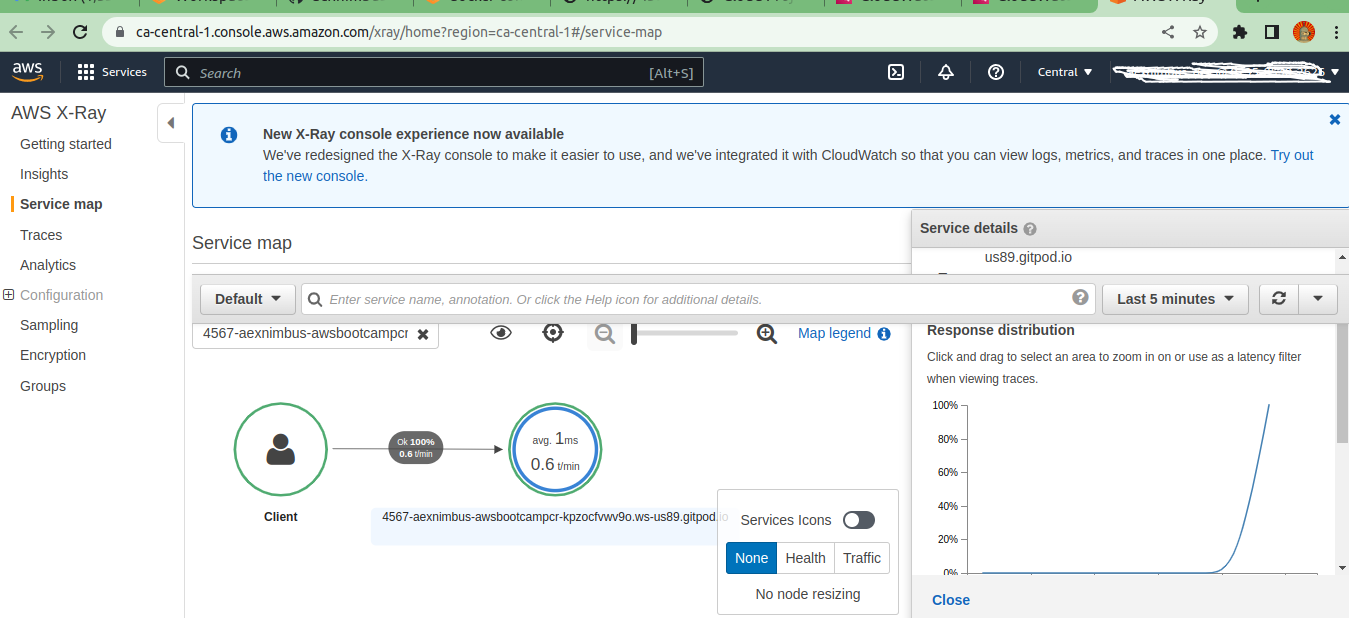 ca-central-1.console.aws.amazon.com/xray/home?region=ca-central-1#/service-map
aws
Services
Search
[Alt+S]
Central
AWS X-Ray
Getting started
Insights
Service map
Traces
Analytics
Configuration
Sampling
Encryption
Groups
New X-Ray console experience now available
We've redesigned the X-Ray console to make it easier to use, and we've integrated it with CloudWatch so that you can view logs, metrics, and traces in one place. Try out
the new console.
Service map
Service details
us89.gitpod.io
Default
Enter service name, annotation. Or click the Help icon for additional details.
Last 5 minutes
4567-aexnimbus-awsbootcampcr
Map legend
Ok 100%
0.6 t/min
avg. 1ms
0.6 t/min
Client
4567-aexnimbus-awsbootcampcr-kpzocfvwv9o.ws-us89.gitpod.io
Services Icons
None
Health
Traffic
No node resizing
Response distribution
Click and drag to select an area to zoom in on or use as a latency filter
when viewing traces.
100%
80%
60%
40%
20%
0%
Close